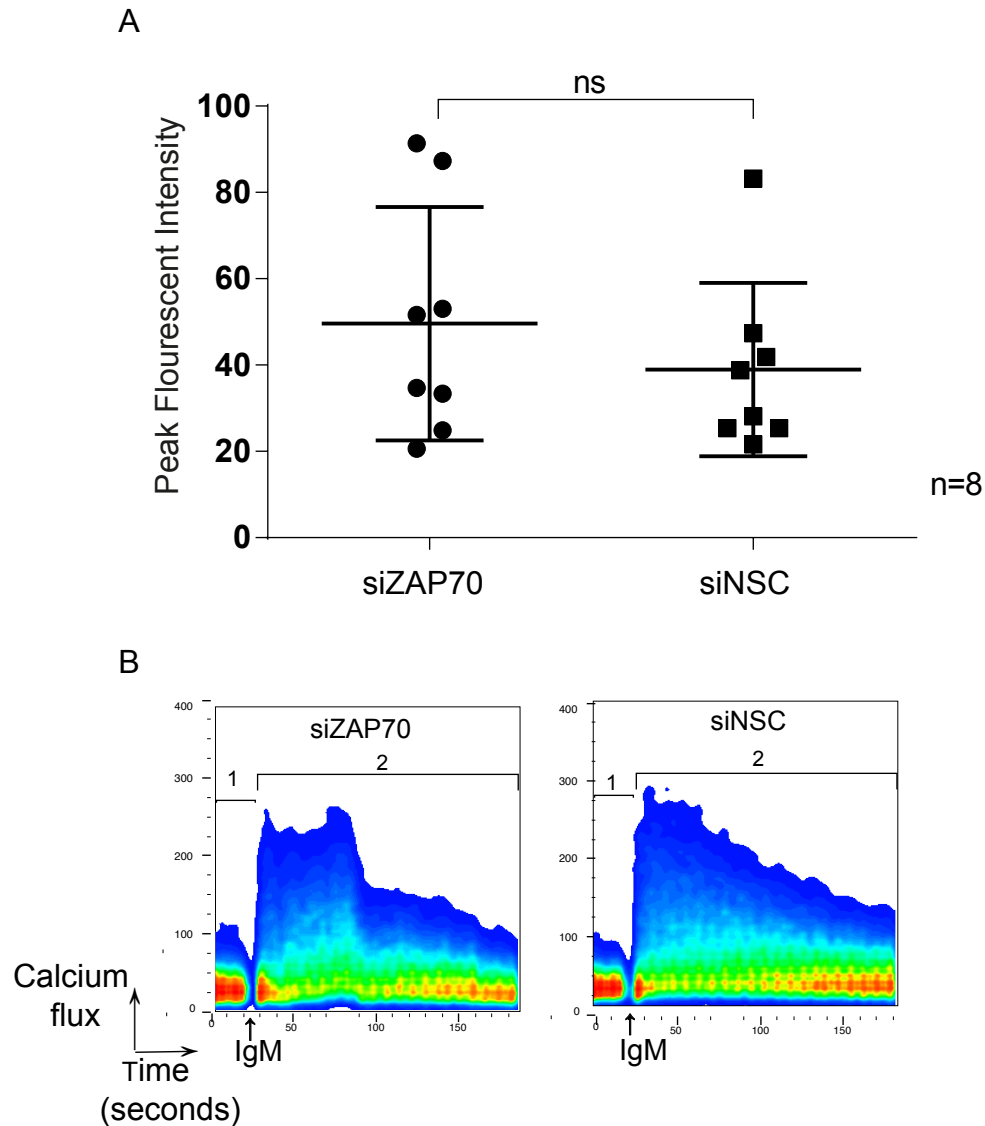 A
ns
100
80
60
40
20
0
Peak Flourescent Intensity
n=8
siZAP70 siNSC
B
siZAP70
1 2
400
300
200
100
0
0 50 100 150
IgM
siNSC
1 2
400
300
200
100
0
0 50 100 150
IgM
Calcium
flux
Time
(seconds)